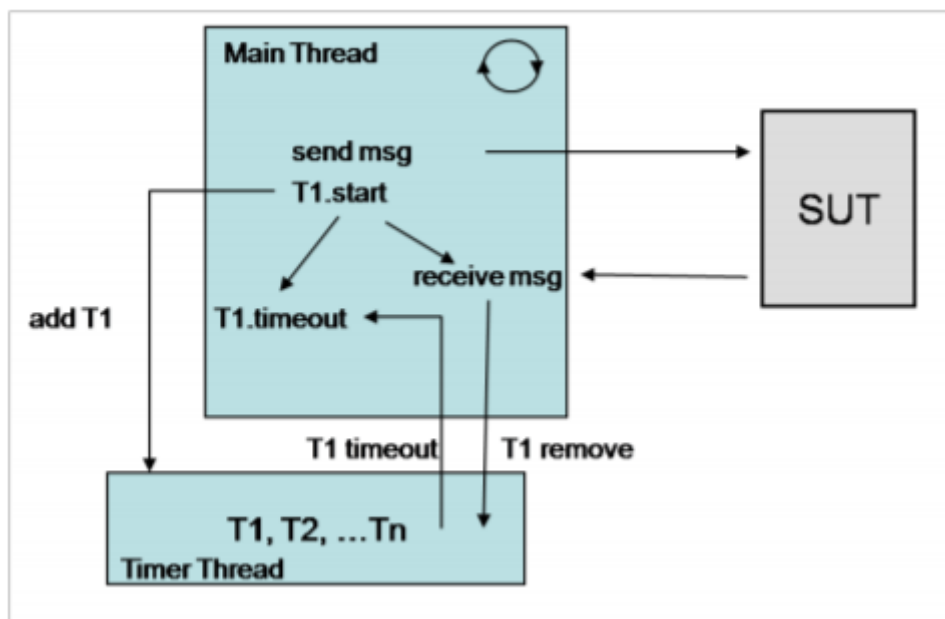 Main Thread
send msg
T1.start
SUT
receive msg
add T1
T1.timeout
T1 timeout
T1 remove
T1, T2, ...Tn
Timer Thread